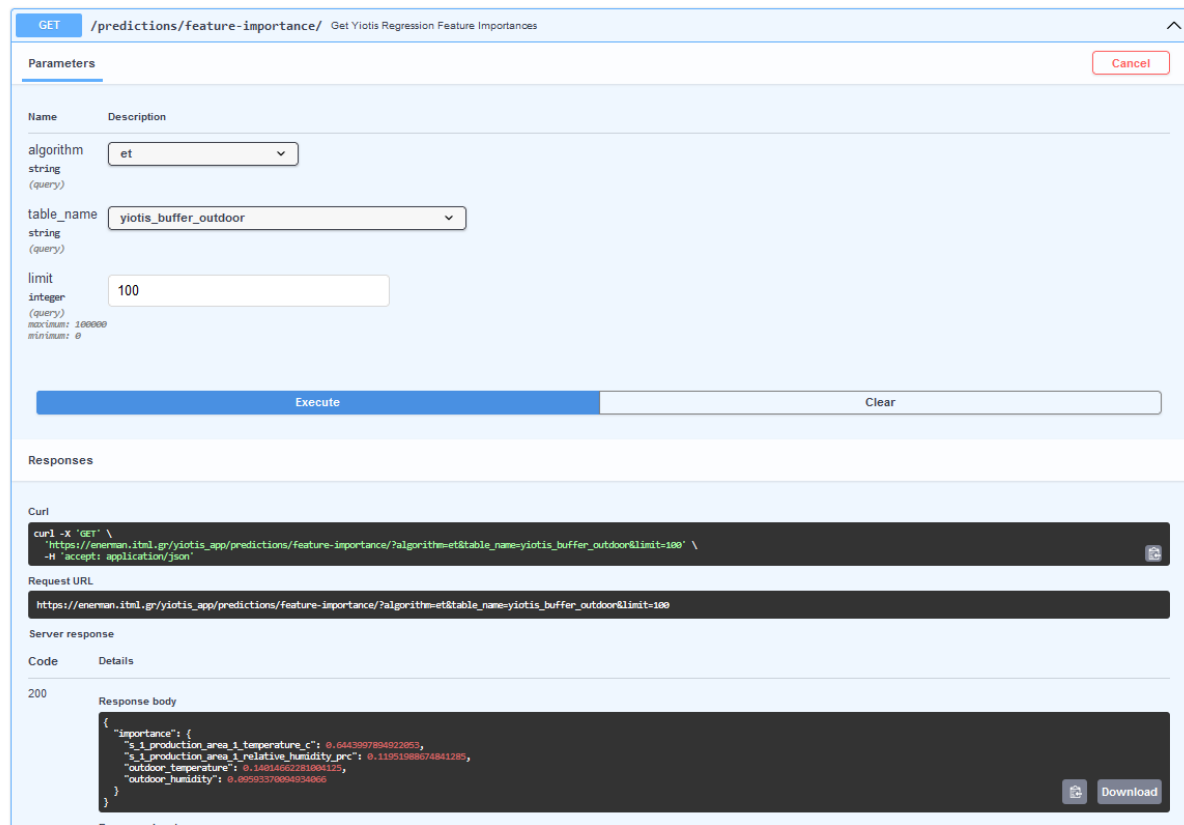 GET /predictions/feature-importance/ Get Yiotis Regression Feature Importances
Parameters
Cancel
Name Description
algorithm
string
(query)
et
table_name
string
(query)
yiotis_buffer_outdoor
limit
integer
(query)
maximum: 100000
minimum: 0
100
Execute
Clear
Responses
Curl
curl -X 'GET' \
'https://enerman.itml.gr/yiotis_app/predictions/feature-importance/?algorithm=et&table_name=yiotis_buffer_outdoor&limit=100' \
-H 'accept: application/json'
Request URL
https://enerman.itml.gr/yiotis_app/predictions/feature-importance/?algorithm=et&table_name=yiotis_buffer_outdoor&limit=100
Server response
Code Details
200
Response body
{
"importance": {
"s_1_production_area_1_temperature_c": 0.6443997894922053,
"s_1_production_area_1_relative_humidity_prc": 0.11951988674841285,
"outdoor_temperature": 0.14014662281004125,
"outdoor_humidity": 0.09593370094934066
}
}
Download